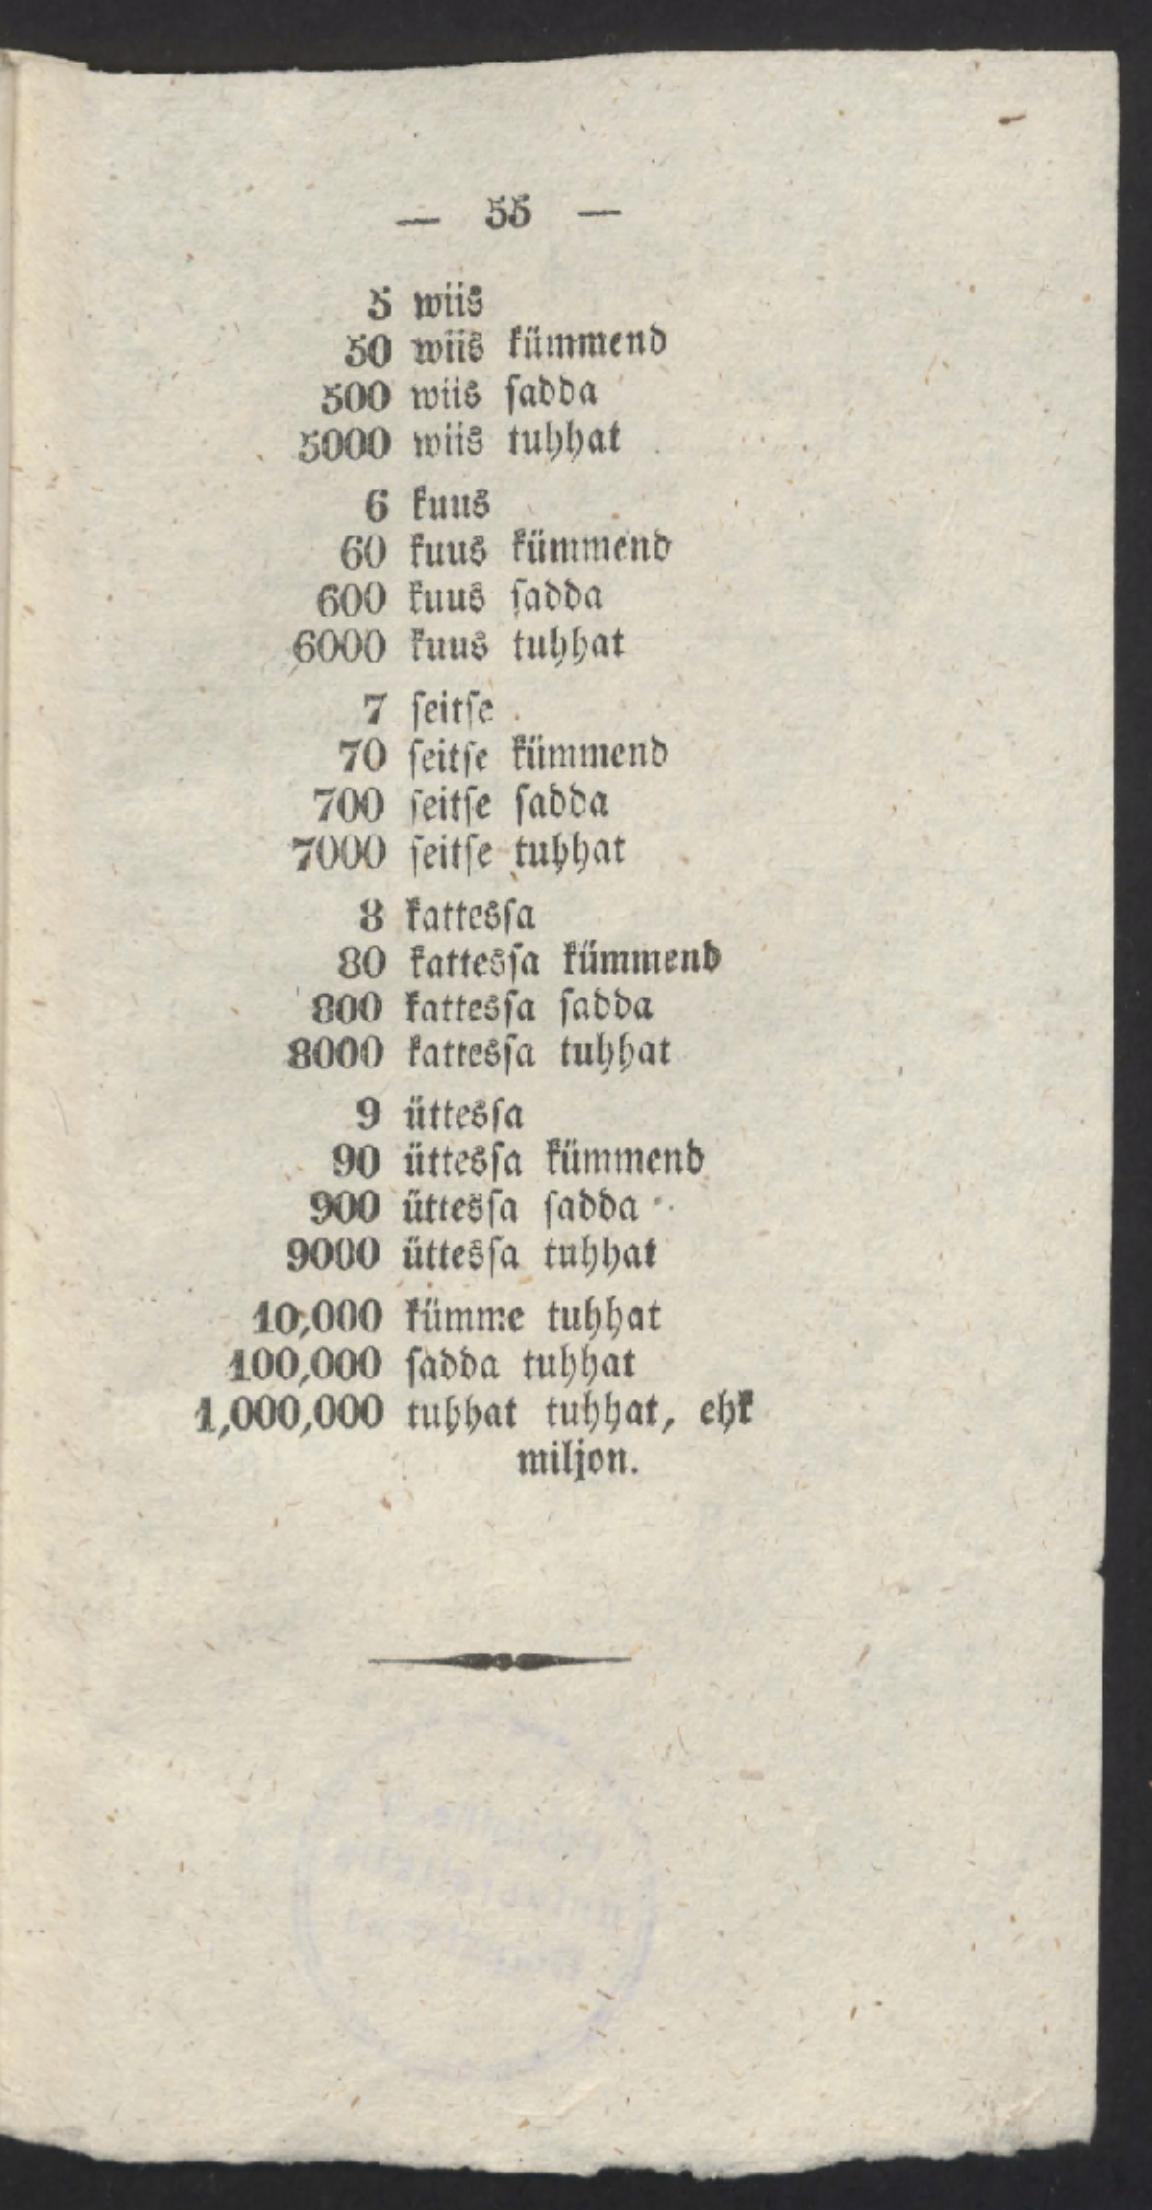 — 55 —
5 wiis
50 wiis kümmend
500 wiis ſadda
5000 wiis tuhhat
6 kuus
60 kuus kümmend
600 kuus ſadda
6000 kuus tuhhat
7 ſeitſe
70 ſeitſe kümmend
700 ſeitſe ſadda
7000 ſeitſe tuhhat
8 kattesſa
80 kattesſa kümmend
800 kattesſa ſadda
8000 kattesſa tuhhat
9 üttesſa
90 üttesſa kümmend
900 üttesſa ſadda
9000 üttesſa tuhhat
10,000 kümme tuhhat
100,000 ſadda tuhhat
1,000,000 tuhhat tuhhat, ehk
miljon.